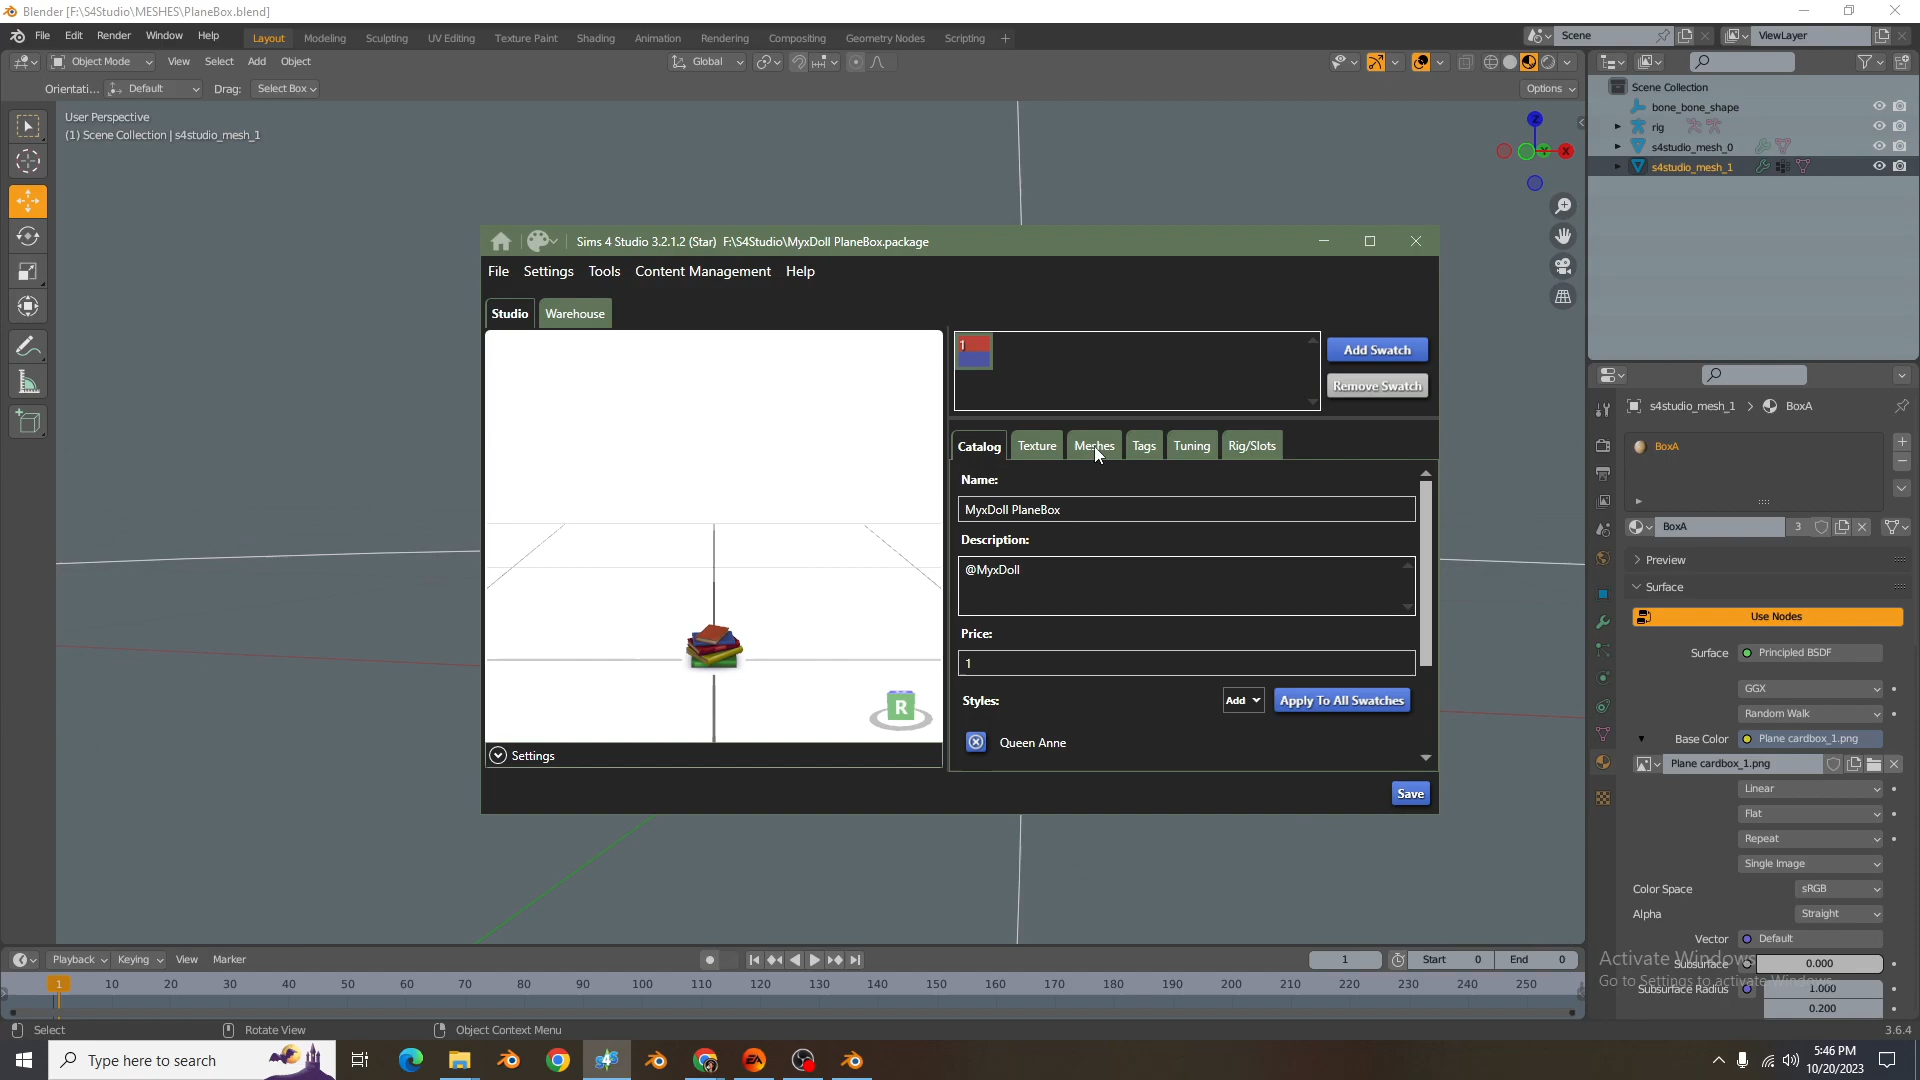 Blender [F:\S4Studio\MESHES\PlaneBox.blend]
File Edit Render Window Help
Layout Modeling Sculpting UV Editing Texture Paint Shading Animation Rendering Compositing Geometry Nodes Scripting +
Scene
ViewLayer
Object Mode View Select Add Object
Global
Orientati... Default Drag: Select Box
Options
User Perspective
(1) Scene Collection | s4studio_mesh_1
Z
Y
X
Scene Collection
bone_bone_shape
rig
s4studio_mesh_0
s4studio_mesh_1
Sims 4 Studio 3.2.1.2 (Star) F:\S4Studio\MyxDoll PlaneBox.package
File Settings Tools Content Management Help
Studio Warehouse
1
Add Swatch
Remove Swatch
Catalog Texture Meshes Tags Tuning Rig/Slots
Name:
MyxDoll PlaneBox
Description:
@MyxDoll
Price:
1
Styles:
Add
Apply To All Swatches
Queen Anne
R
Settings
Save
s4studio_mesh_1 > BoxA
BoxA
BoxA 3
Preview
Surface
Use Nodes
Surface Principled BSDF
GGX
Random Walk
Base Color Plane cardbox_1.png
Plane cardbox_1.png
Linear
Flat
Repeat
Single Image
Color Space sRGB
Alpha Straight
Vector Default
Subsurface 0.000
Subsurface Radius 1.000
0.200
Activate Windows
Go to Settings to activate Windows.
Playback Keying View Marker
1 Start 0 End 0
1 10 20 30 40 50 60 70 80 90 100 110 120 130 140 150 160 170 180 190 200 210 220 230 240 250
Select Rotate View Object Context Menu
3.6.4
Type here to search
EA
5:46 PM
10/20/2023